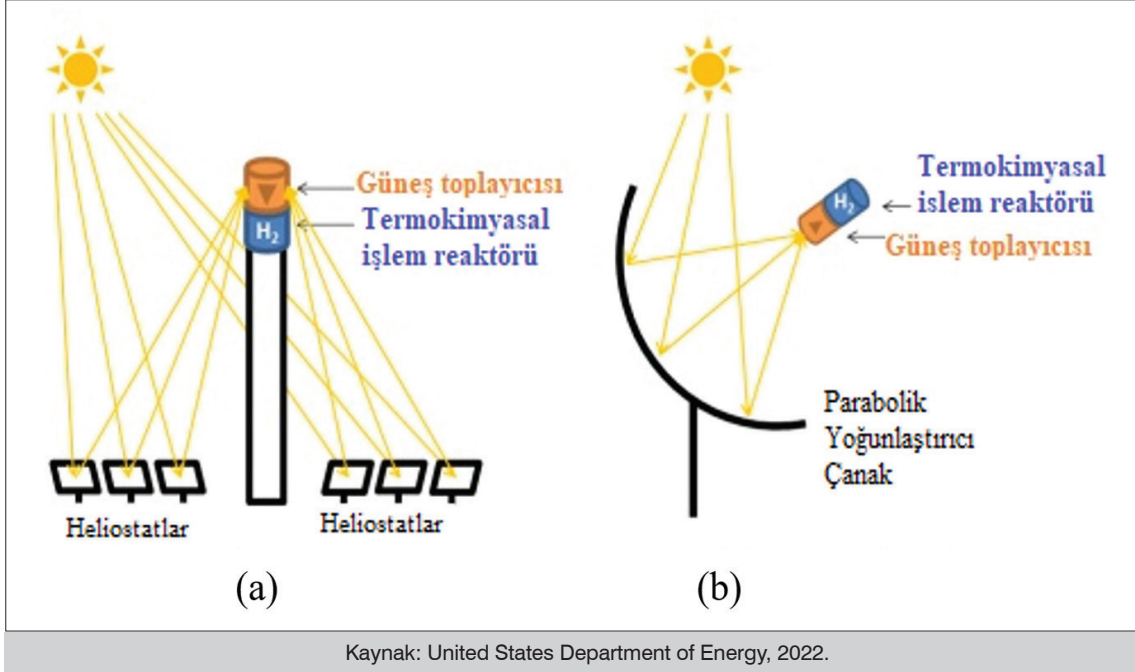 Güneş toplayıcısı
H₂
Termokimyasal
işlem reaktörü
Heliostatlar
Heliostatlar
(a)
H₂
Termokimyasal
islem reaktörü
Güneş toplayıcısı
Parabolik
Yoğunlaştırıcı
Çanak
(b)
Kaynak: United States Department of Energy, 2022.